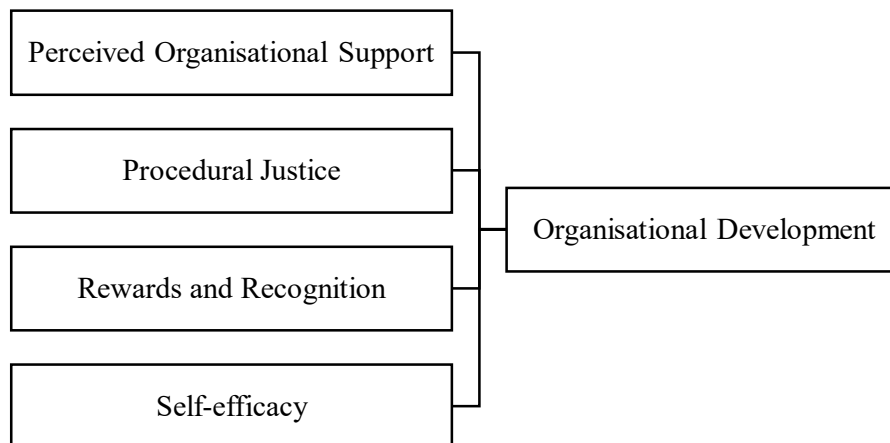 Perceived Organisational Support
Procedural Justice
Rewards and Recognition
Self-efficacy
Organisational Development